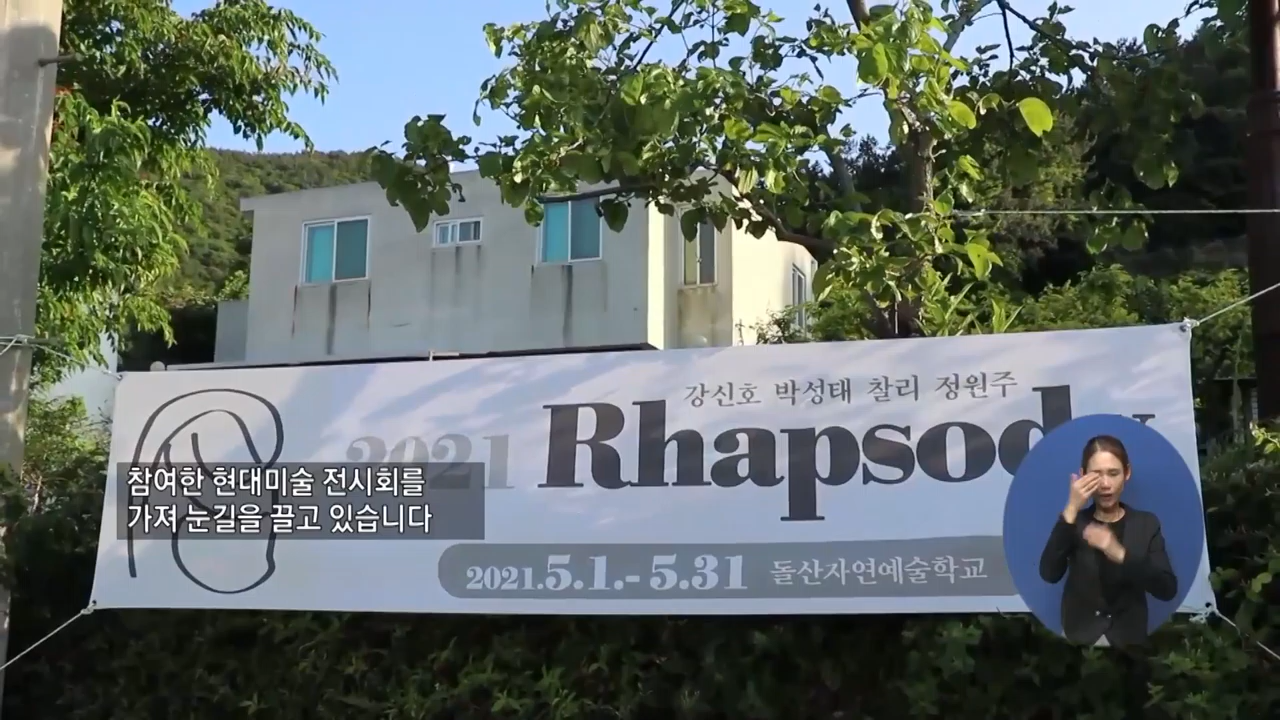 강신호 박성태 찰리 정원주
2021 Rhapsody
참여한 현대미술 전시회를
가져 눈길을 끌고 있습니다
2021.5.1.- 5.31 돌산자연예술학교